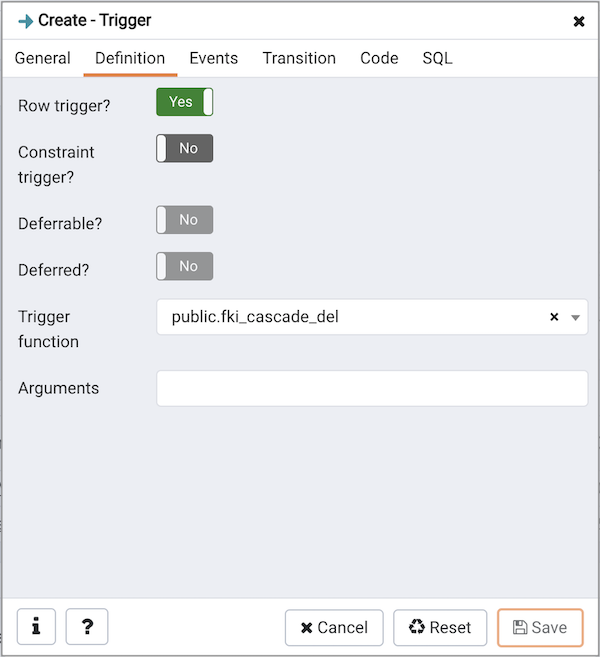 Create - Trigger
General Definition Events Transition Code SQL
Row trigger? Yes
Constraint No
trigger?
Deferrable? No
Deferred? No
Trigger public.fki_cascade_del
function
Arguments
Cancel Reset Save